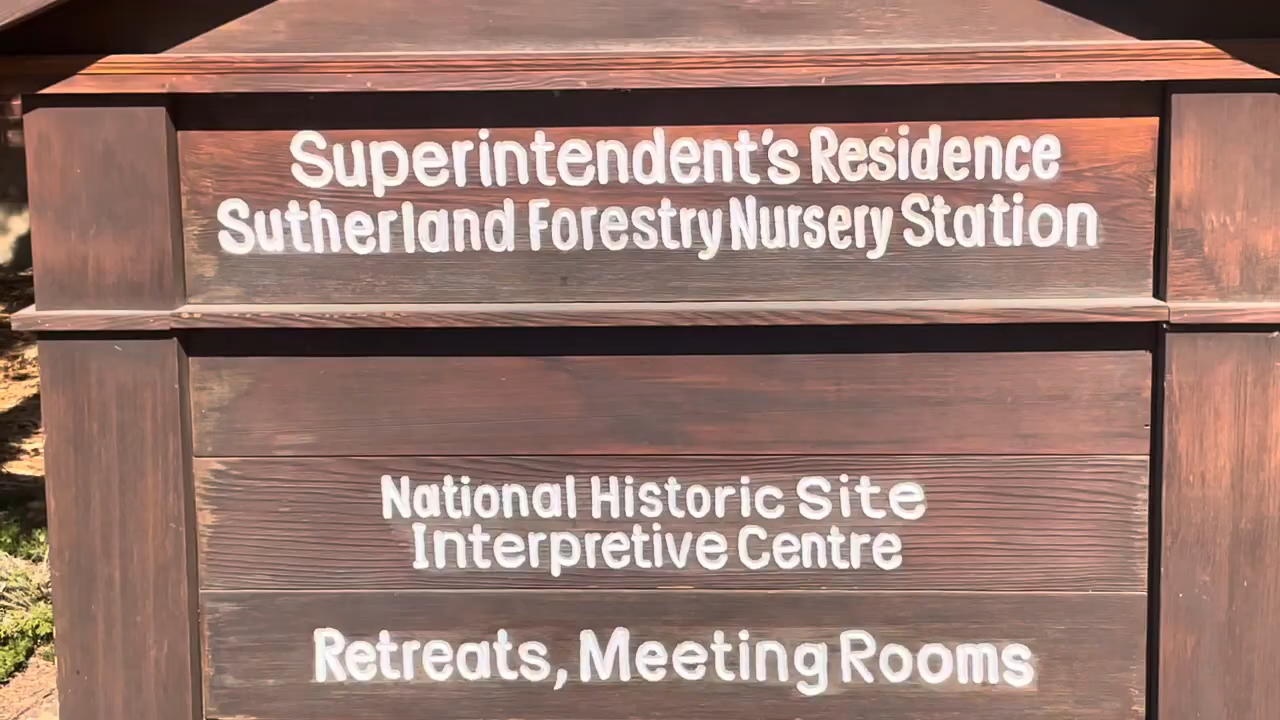 Superintendent's Residence
Sutherland Forestry Nursery Station
National Historic Site
Interpretive Centre
Retreats, Meeting Rooms